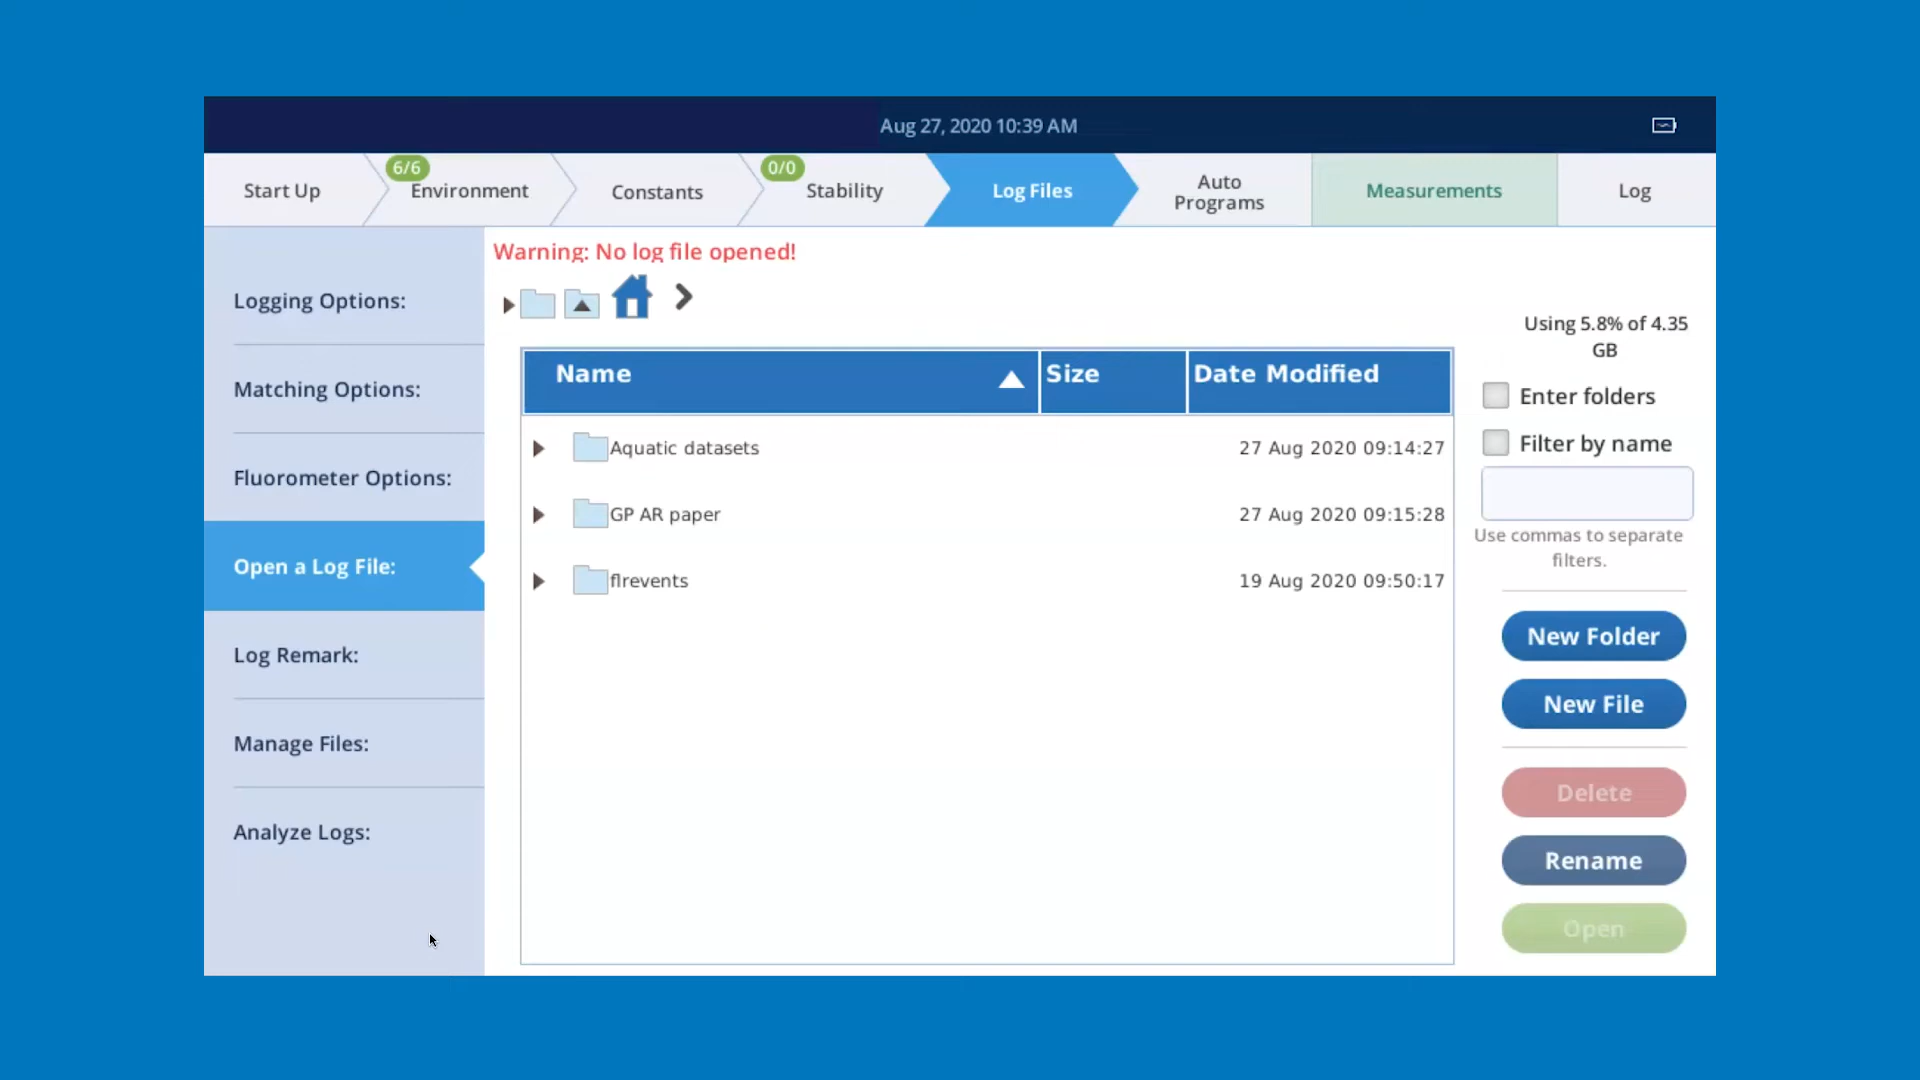 Aug 27, 2020 10:39 AM
Start Up
6/6
Environment
Constants
0/0
Stability
Log Files
Auto
Programs
Measurements
Log
Logging Options:
Matching Options:
Fluorometer Options:
Open a Log File:
Log Remark:
Manage Files:
Analyze Logs:
Warning: No log file opened!
Name
Size
Date Modified
Aquatic datasets
27 Aug 2020 09:14:27
GP AR paper
27 Aug 2020 09:15:28
flrevents
19 Aug 2020 09:50:17
Using 5.8% of 4.35
GB
Enter folders
Filter by name
Use commas to separate
filters.
New Folder
New File
Delete
Rename
Open